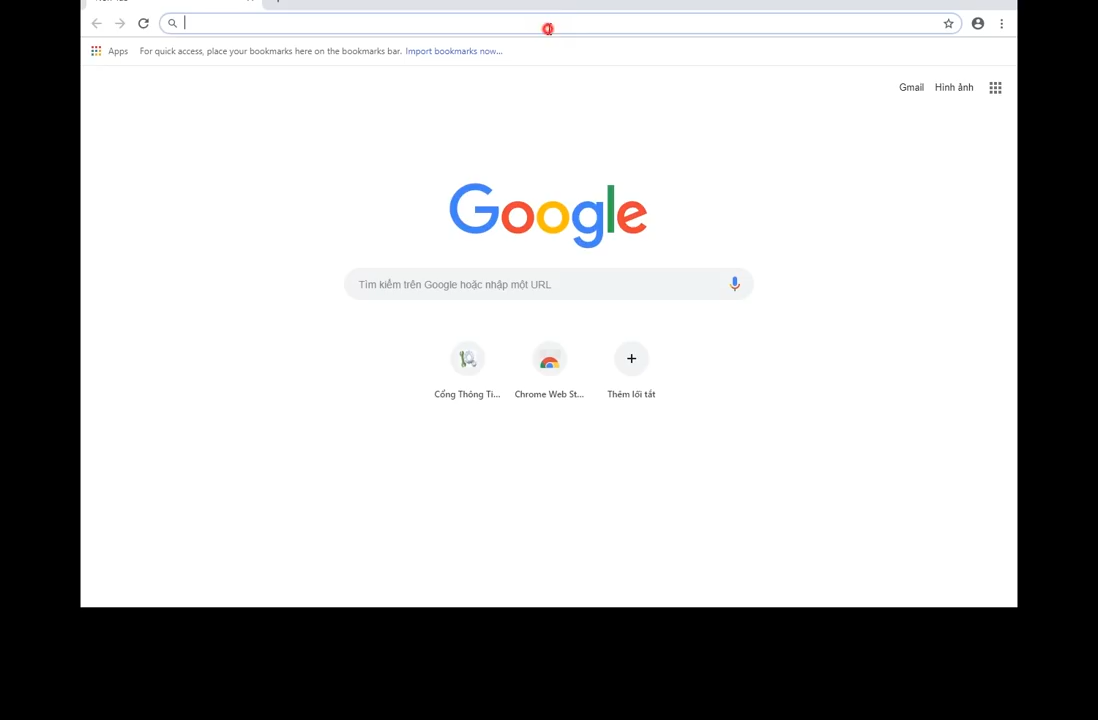 Apps For quick access, place your bookmarks here on the bookmarks bar. Import bookmarks now...
Gmail Hình ảnh
Google
Tìm kiếm trên Google hoặc nhập một URL
Cổng Thông Ti... Chrome Web St... Thêm lối tắt